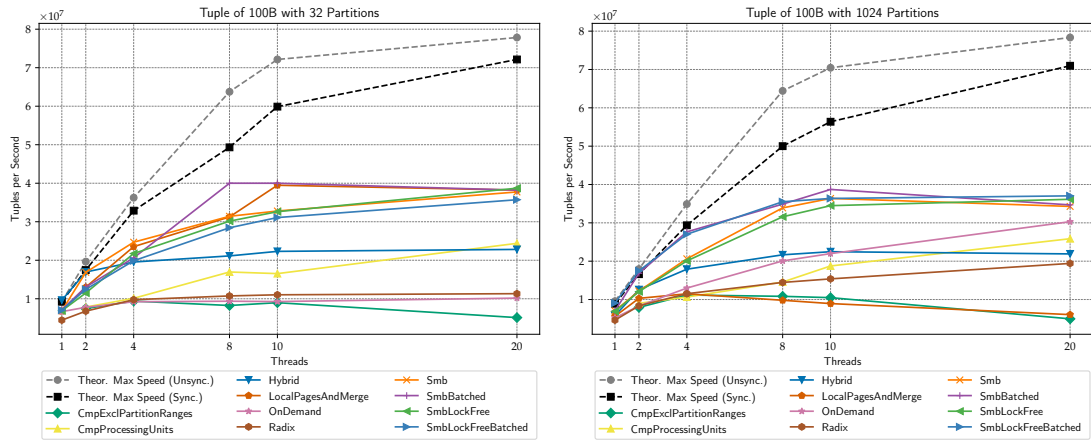 Tuple of 100B with 32 Partitions
×10⁷
8
7
6
5
4
3
2
1
Tuples per Second
1 2 4 8 10 20
Threads
Theor. Max Speed (Unsync.)
Theor. Max Speed (Sync.)
CmpExclPartitionRanges
CmpProcessingUnits
Hybrid
LocalPagesAndMerge
OnDemand
Radix
Smb
SmbBatched
SmbLockFree
SmbLockFreeBatched
Tuple of 100B with 1024 Partitions
×10⁷
8
7
6
5
4
3
2
1
Tuples per Second
1 2 4 8 10 20
Threads
Theor. Max Speed (Unsync.)
Theor. Max Speed (Sync.)
CmpExclPartitionRanges
CmpProcessingUnits
Hybrid
LocalPagesAndMerge
OnDemand
Radix
Smb
SmbBatched
SmbLockFree
SmbLockFreeBatched